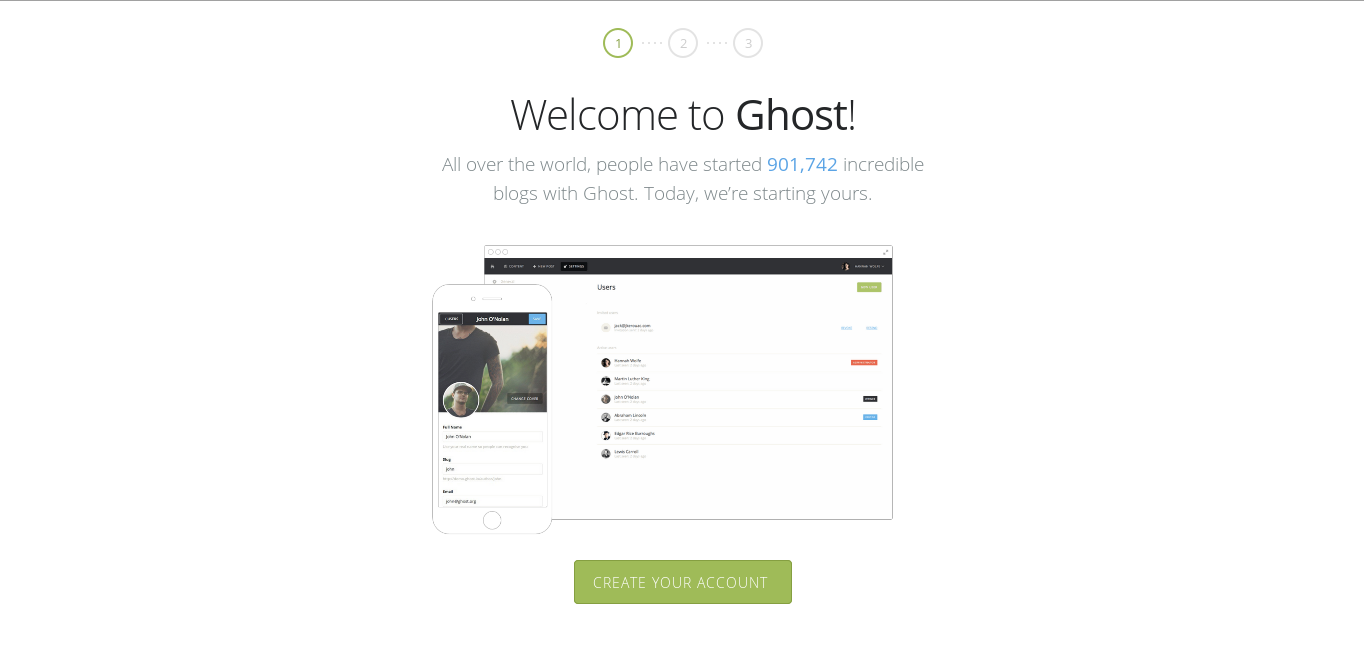 1
2
3
Welcome to Ghost!
All over the world, people have started 901,742 incredible
blogs with Ghost. Today, we’re starting yours.
CONTENT
NEW POST
SETTINGS
Users
jack@kerouac.com
Hannah Wolfe
Martin Luther King
John O'Nolan
Abraham Lincoln
Edgar Rice Burroughs
Lewis Carroll
USERS
John O'Nolan
CHANGE COVER
Full Name
John O'Nolan
Slug
john
Email
john@ghost.org
CREATE YOUR ACCOUNT